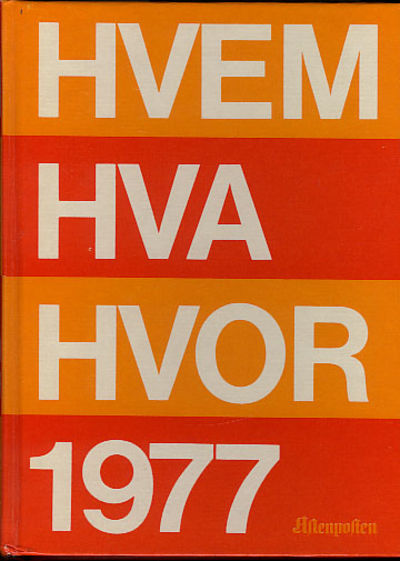 HVEM
HVA
HVOR
1977
Aftenposten